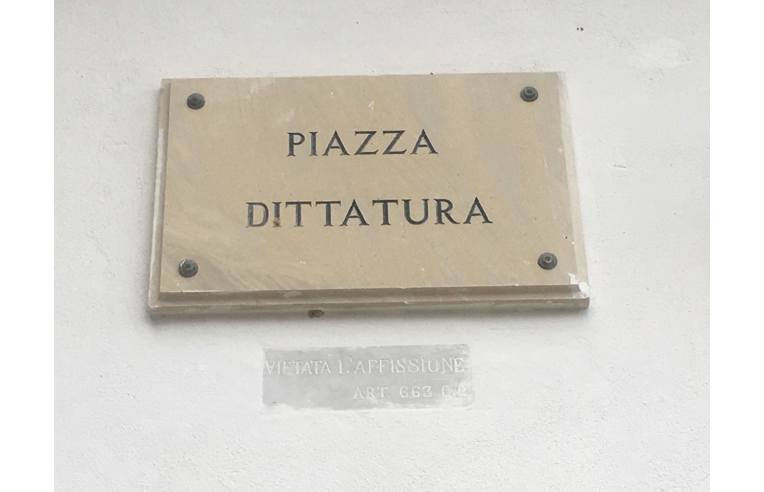 PIAZZA
DITTATURA
VIETATA L'AFFISSIONE
ART. 663 C.P.